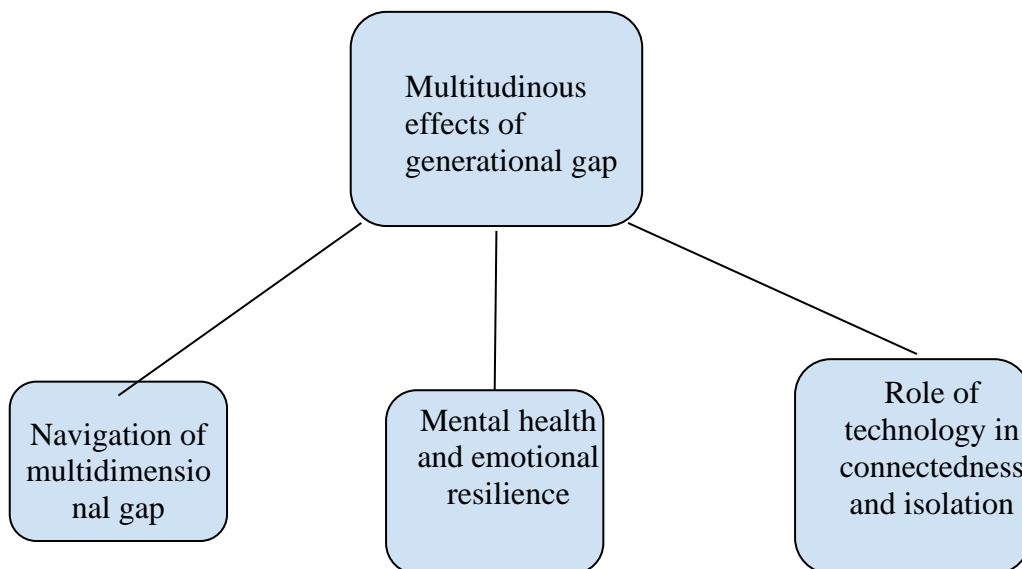 Multitudinous
effects of
generational gap
Navigation of
multidimensio
nal gap
Mental health
and emotional
resilience
Role of
technology in
connectedness
and isolation